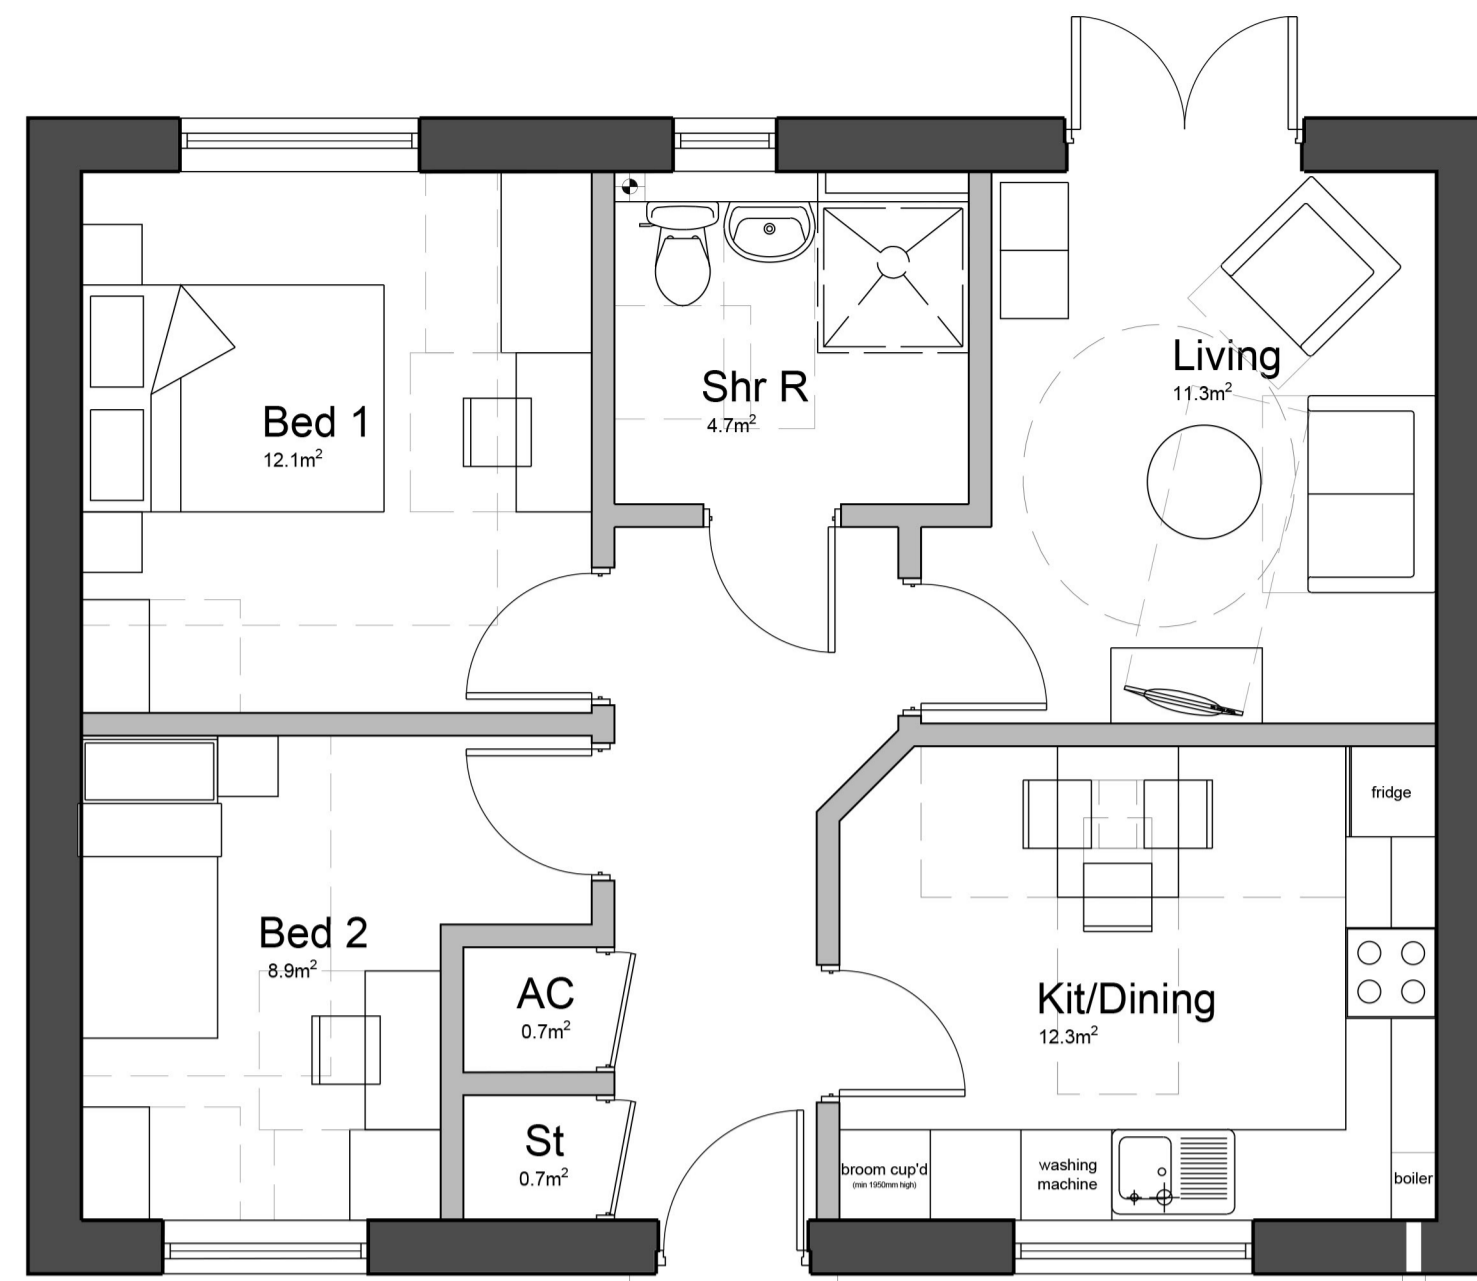 Bed 1
12.1m²
Shr R
4.7m²
Living
11.3m²
Bed 2
8.9m²
AC
0.7m²
St
0.7m²
Kit/Dining
12.3m²
fridge
broom cup'd
(min 1950mm high)
washing
machine
boiler